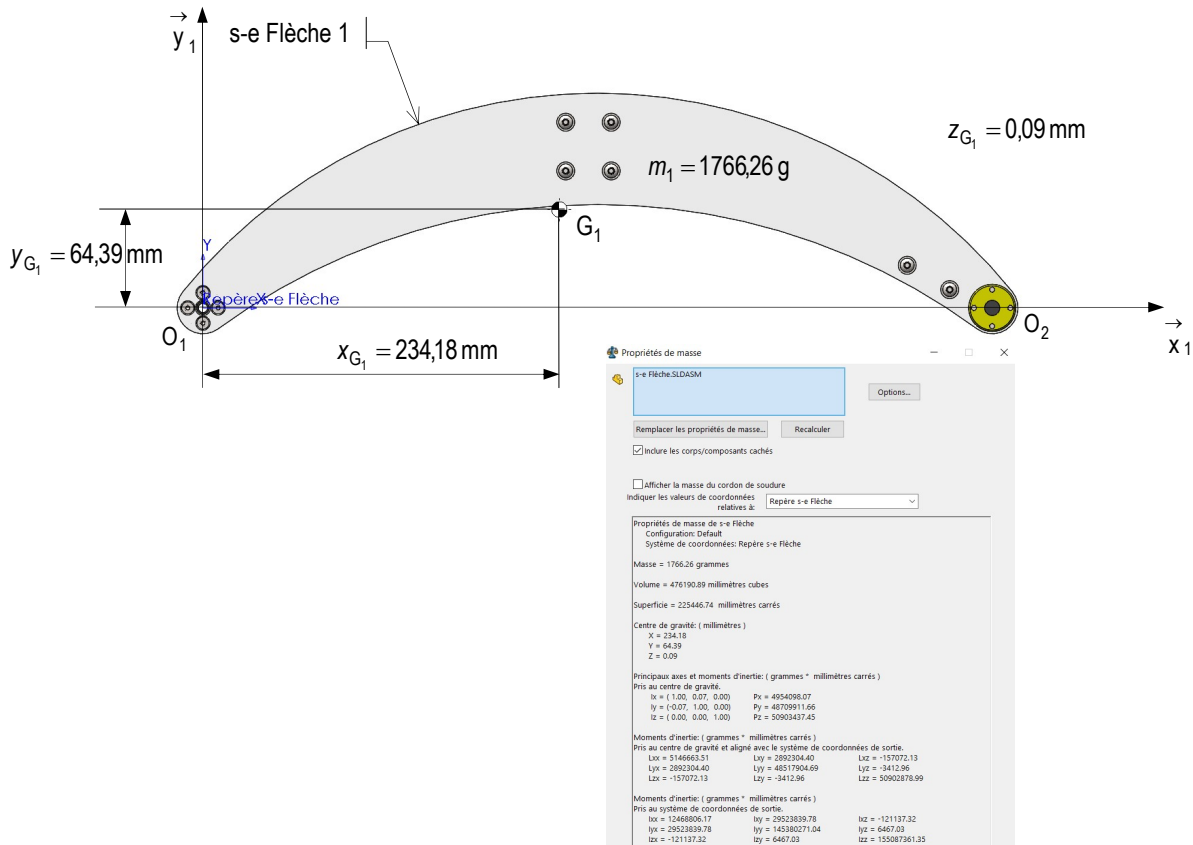 y 1
s-e Flèche 1
z G1 = 0,09 mm
m1 = 1766,26 g
G1
y G1 = 64,39 mm
Y
Repère s-e Flèche
X
O1
O2
x 1
x G1 = 234,18 mm
Propriétés de masse
s-e Flèche.SLDASM
Options...
Remplacer les propriétés de masse...
Recalculer
Inclure les corps/composants cachés
Afficher la masse du cordon de soudure
Indiquer les valeurs de coordonnées
relatives à:
Repère s-e Flèche
Propriétés de masse de s-e Flèche
Configuration: Default
Système de coordonnées: Repère s-e Flèche
Masse = 1766.26 grammes
Volume = 476190.89 millimètres cubes
Superficie = 225446.74 millimètres carrés
Centre de gravité: ( millimètres )
X = 234.18
Y = 64.39
Z = 0.09
Principaux axes et moments d'inertie: ( grammes * millimètres carrés )
Pris au centre de gravité.
Ix = ( 1.00, 0.07, 0.00) Px = 4954098.07
Iy = (-0.07, 1.00, 0.00) Py = 48709911.66
Iz = ( 0.00, 0.00, 1.00) Pz = 50903437.45
Moments d'inertie: ( grammes * millimètres carrés )
Pris au centre de gravité et aligné avec le système de coordonnées de sortie.
Lxx = 5146663.51 Lxy = 2892304.40 Lxz = -157072.13
Lyx = 2892304.40 Lyy = 48517904.69 Lyz = -3412.96
Lzx = -157072.13 Lzy = -3412.96 Lzz = 50902878.99
Moments d'inertie: ( grammes * millimètres carrés )
Pris au système de coordonnées de sortie.
Ixx = 12468806.17 Ixy = 29523839.78 Ixz = -121137.32
Iyx = 29523839.78 Iyy = 145380271.04 Iyz = 6467.03
Izx = -121137.32 Izy = 6467.03 Izz = 155087361.35